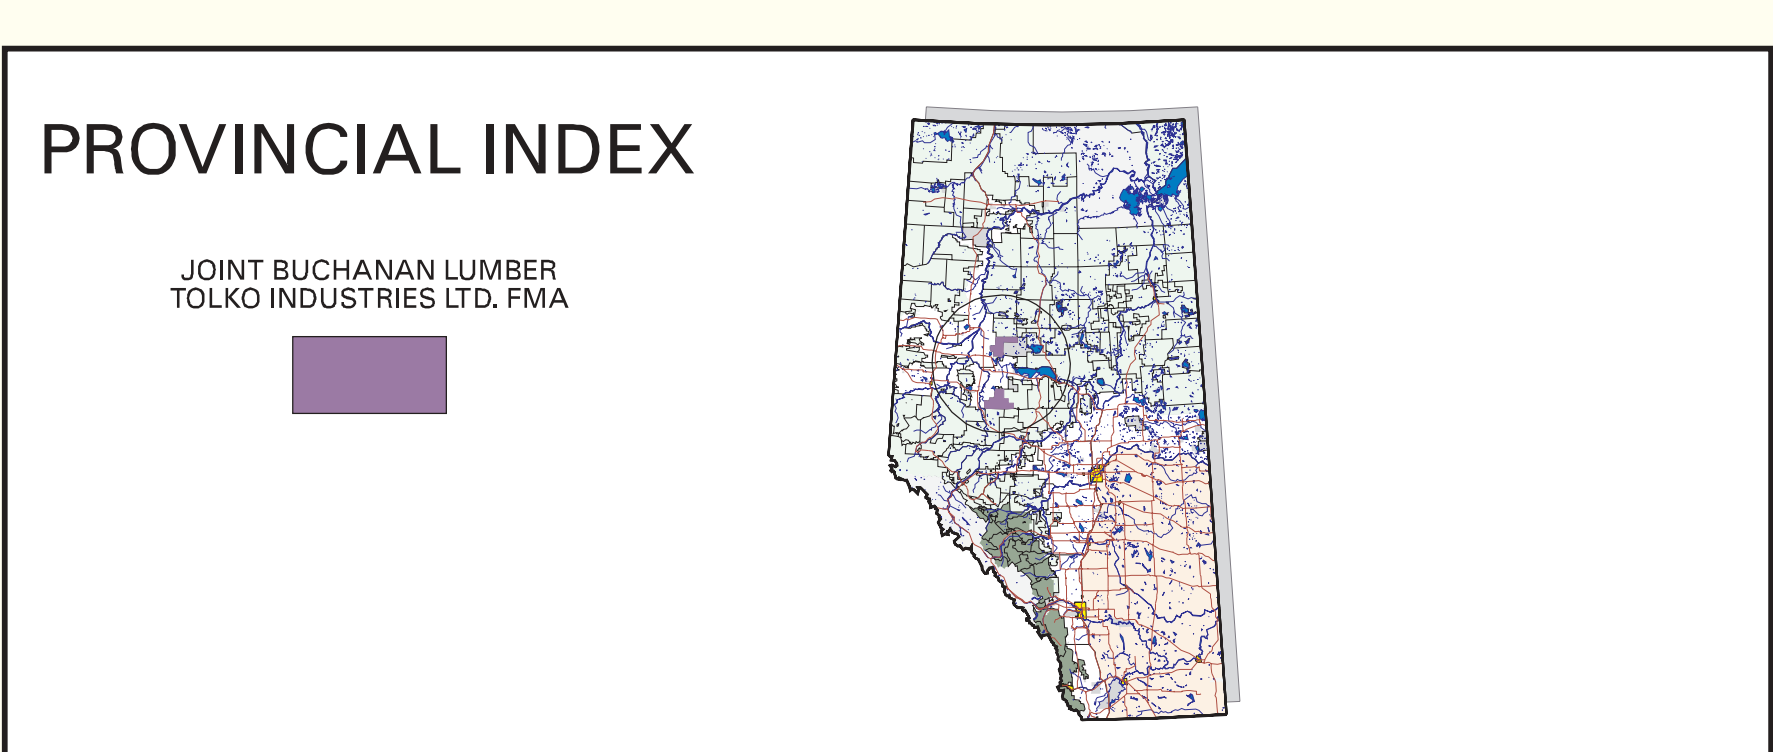 PROVINCIAL INDEX
JOINT BUCHANAN LUMBER
TOLKO INDUSTRIES LTD. FMA